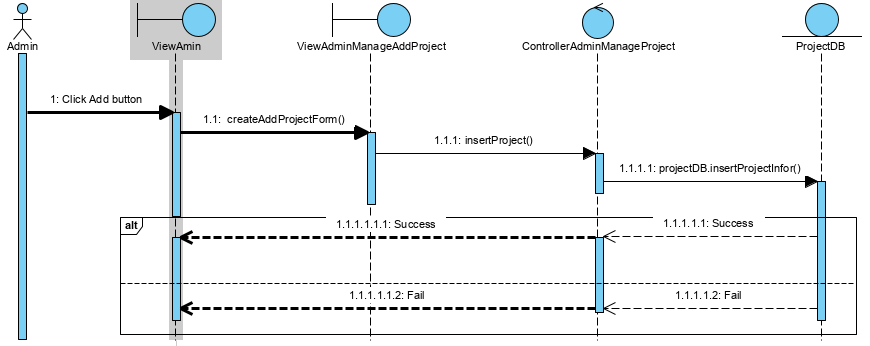 Admin
ViewAmin
ViewAdminManageAddProject
ControllerAdminManageProject
ProjectDB
1: Click Add button
1.1: createAddProjectForm()
1.1.1: insertProject()
1.1.1.1: projectDB.insertProjectInfor()
alt
1.1.1.1.1.1: Success
1.1.1.1.1: Success
1.1.1.1.1.2: Fail
1.1.1.1.2: Fail